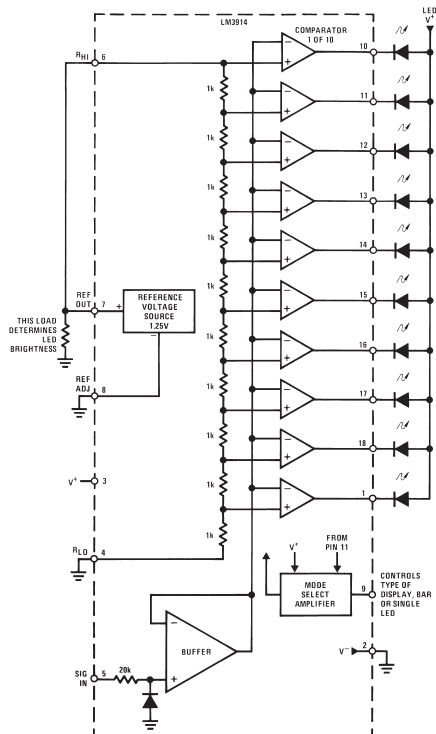 LM3914
LED
V+
COMPARATOR
1 OF 10
RHI
6
10
1k
11
1k
12
1k
13
1k
14
1k
REF
OUT
7
+
REFERENCE
VOLTAGE
SOURCE
1.25V
−
15
THIS LOAD
DETERMINES
LED
BRIGHTNESS
1k
16
REF
ADJ
8
1k
17
1k
18
V+
3
1k
1
1k
RLO
4
V+
FROM
PIN 11
MODE
SELECT
AMPLIFIER
9
CONTROLS
TYPE OF
DISPLAY, BAR
OR SINGLE
LED
−
BUFFER
+
V−
2
SIG
IN
5
20k